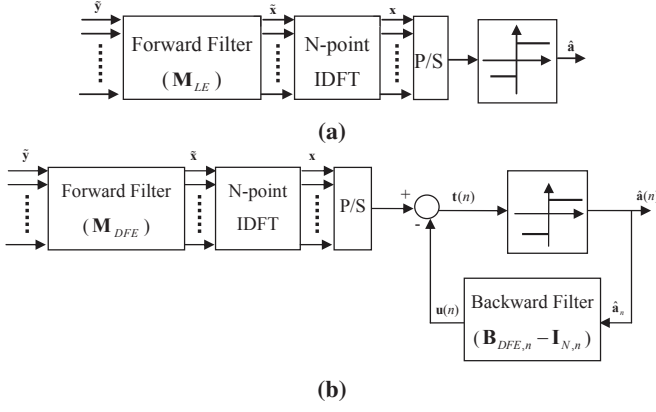 ỹ x̃ x
Forward Filter
(M_LE)
N-point
IDFT
P/S
â
(a)
ỹ x̃ x
Forward Filter
(M_DFE)
N-point
IDFT
P/S
+
-
t(n)
â(n)
u(n)
Backward Filter
(B_DFE,n − I_N,n)
â_n
(b)